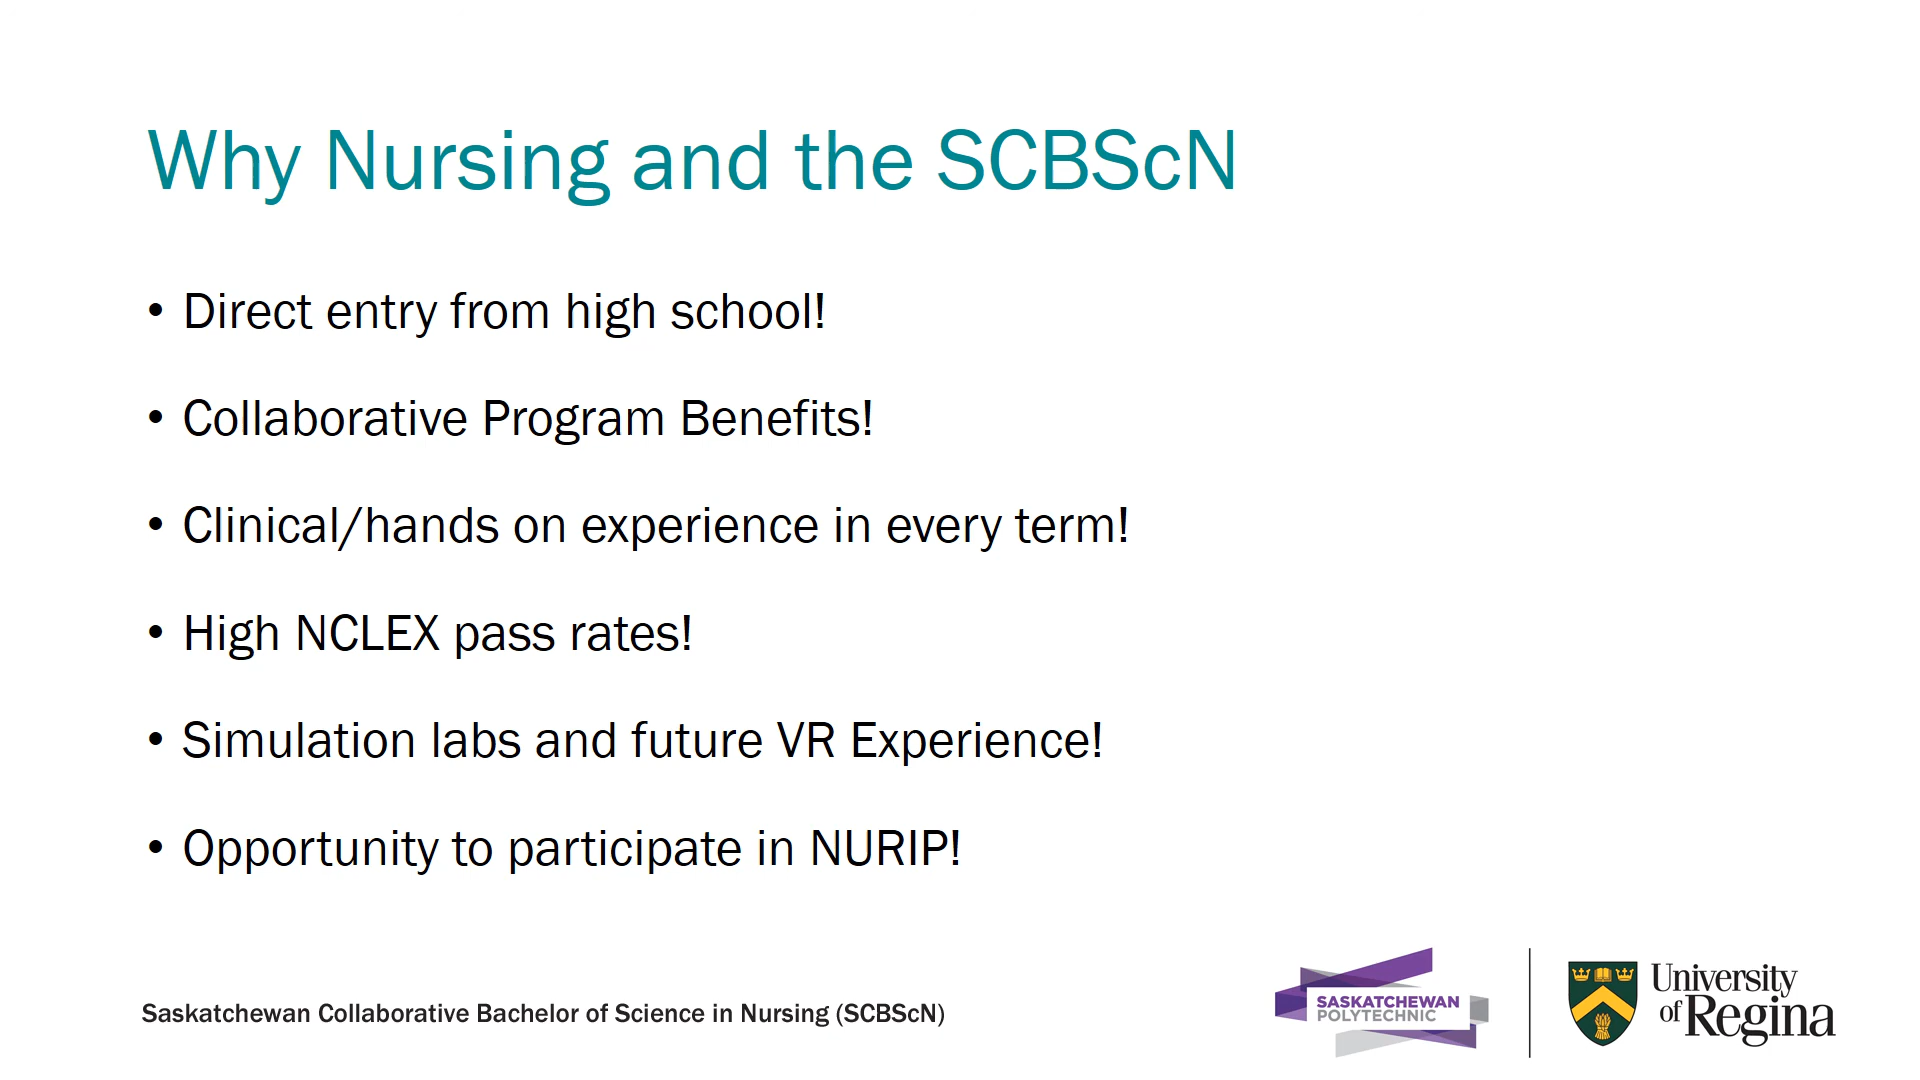 Why Nursing and the SCBScN
• Direct entry from high school!
• Collaborative Program Benefits!
• Clinical/hands on experience in every term!
• High NCLEX pass rates!
• Simulation labs and future VR Experience!
• Opportunity to participate in NURIP!
Saskatchewan Collaborative Bachelor of Science in Nursing (SCBScN)
SASKATCHEWAN
POLYTECHNIC
University
of Regina